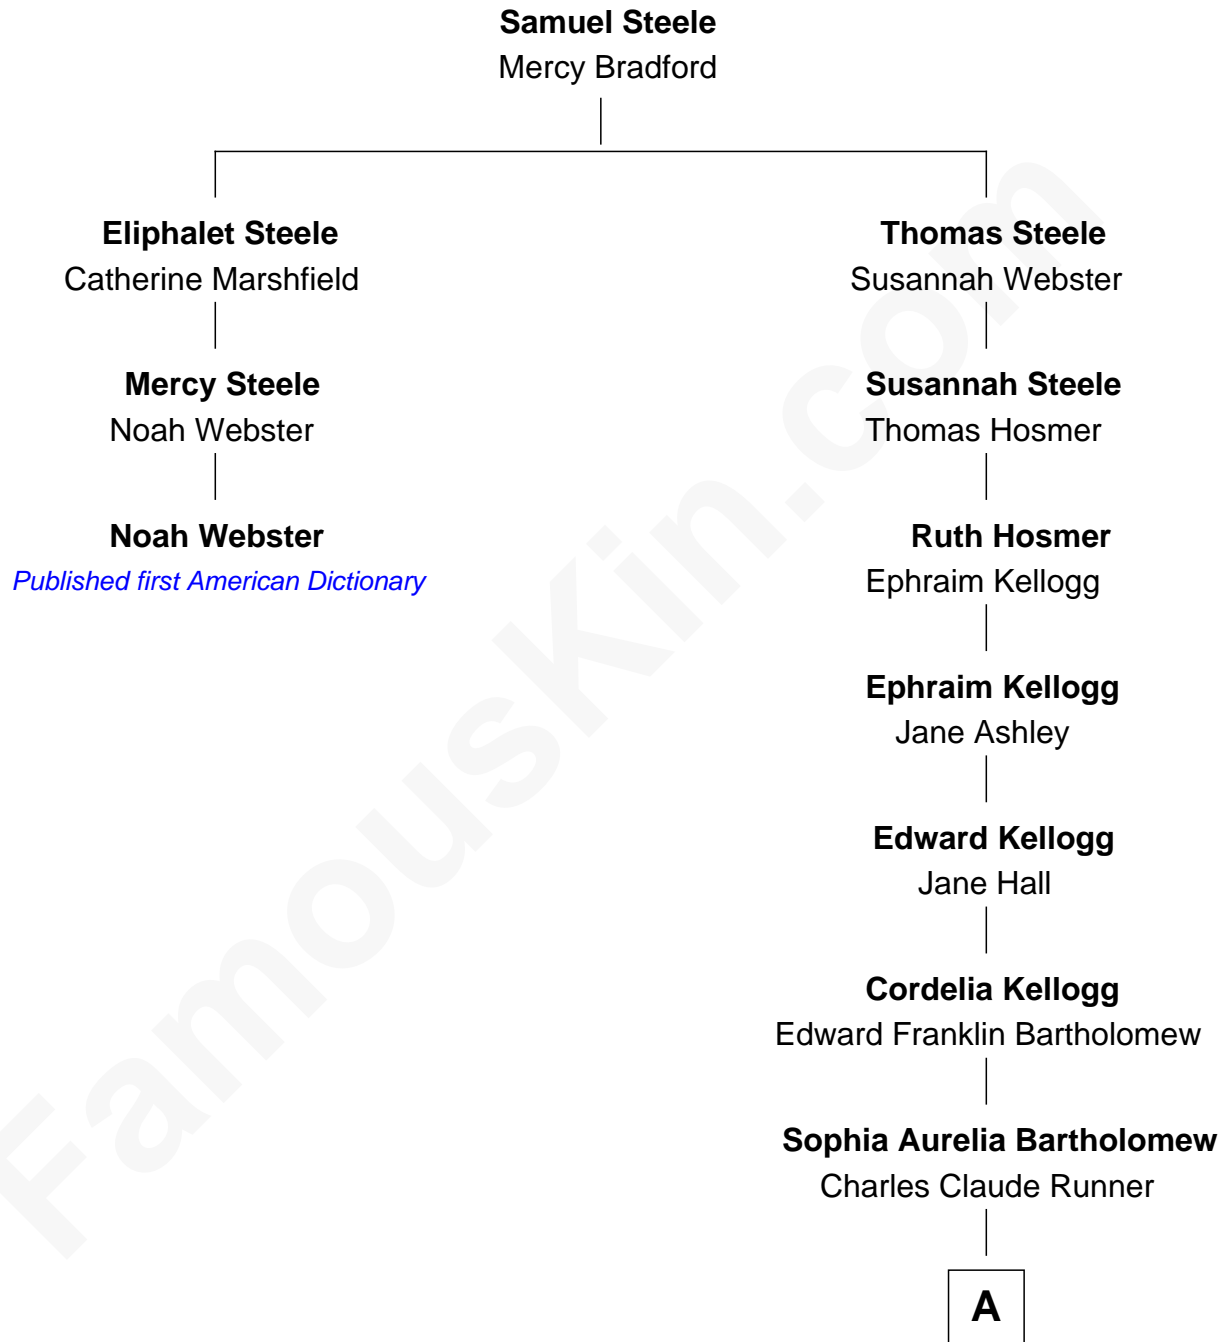 Samuel Steele
Mercy Bradford
Eliphalet Steele
Catherine Marshfield
Mercy Steele
Noah Webster
Noah Webster
Published first American Dictionary
Thomas Steele
Susannah Webster
Susannah Steele
Thomas Hosmer
Ruth Hosmer
Ephraim Kellogg
Ephraim Kellogg
Jane Ashley
Edward Kellogg
Jane Hall
Cordelia Kellogg
Edward Franklin Bartholomew
Sophia Aurelia Bartholomew
Charles Claude Runner
A
FamousKin.com